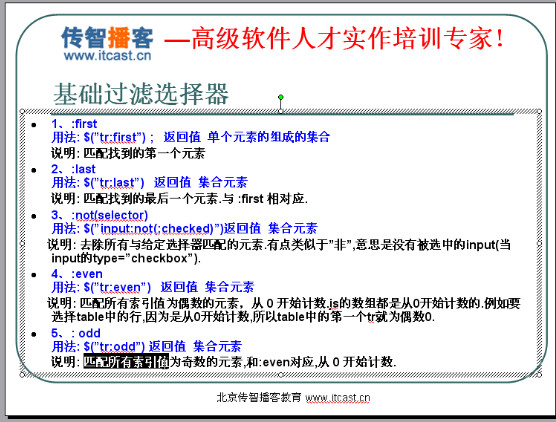 传智播客 —高级软件人才实作培训专家!
www.itcast.cn
基础过滤选择器
1、:first
用法: $("tr:first") ;   返回值  单个元素的组成的集合
说明: 匹配找到的第一个元素
2、:last
用法: $("tr:last")   返回值  集合元素
说明: 匹配找到的最后一个元素.与 :first 相对应.
3、:not(selector)
用法: $("input:not(:checked)")返回值  集合元素
说明: 去除所有与给定选择器匹配的元素.有点类似于"非",意思是没有被选中的input(当
input的type="checkbox").
4、:even
用法: $("tr:even")   返回值  集合元素
说明: 匹配所有索引值为偶数的元素，从 0 开始计数.js的数组都是从0开始计数的.例如要
选择table中的行,因为是从0开始计数,所以table中的第一个tr就为偶数0.
5、: odd
用法: $("tr:odd") 返回值  集合元素
说明: 匹配所有索引值为奇数的元素,和:even对应,从 0 开始计数.
北京传智播客教育 www.itcast.cn